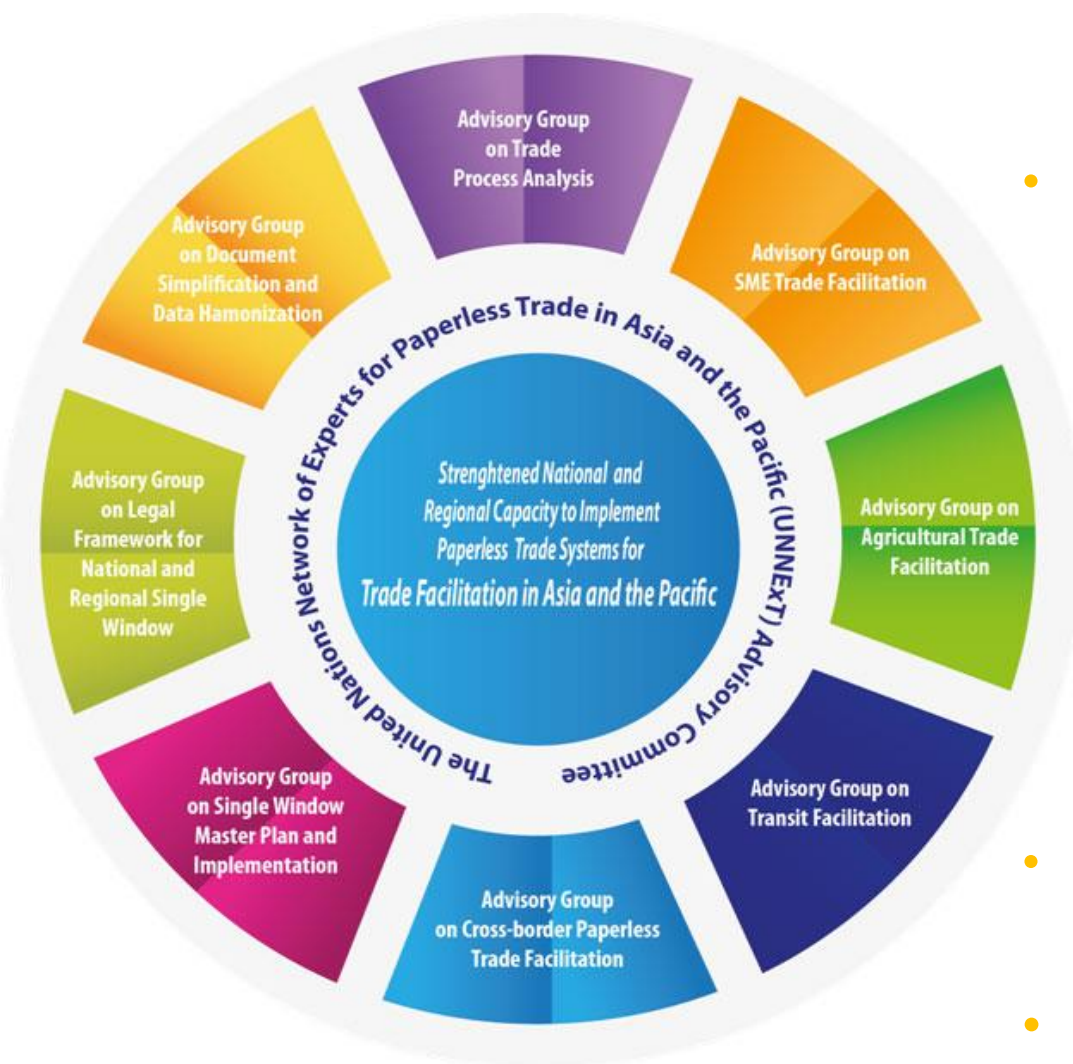 Advisory Group
on Trade
Process Analysis
Advisory Group on
SME Trade Facilitation
Advisory Group on
Agricultural Trade
Facilitation
Advisory Group on
Transit Facilitation
Advisory Group
on Cross-border Paperless
Trade Facilitation
Advisory Group
on Single Window
Master Plan and
Implementation
Advisory Group
on Legal
Framework for
National and
Regional Single
Window
Advisory Group
on Document
Simplification and
Data Hamonization
The United Nations Network of Experts for Paperless Trade in Asia and the Pacific (UNNExT) Advisory Committee
Strenghtened National and
Regional Capacity to Implement
Paperless Trade Systems for
Trade Facilitation in Asia and the Pacific